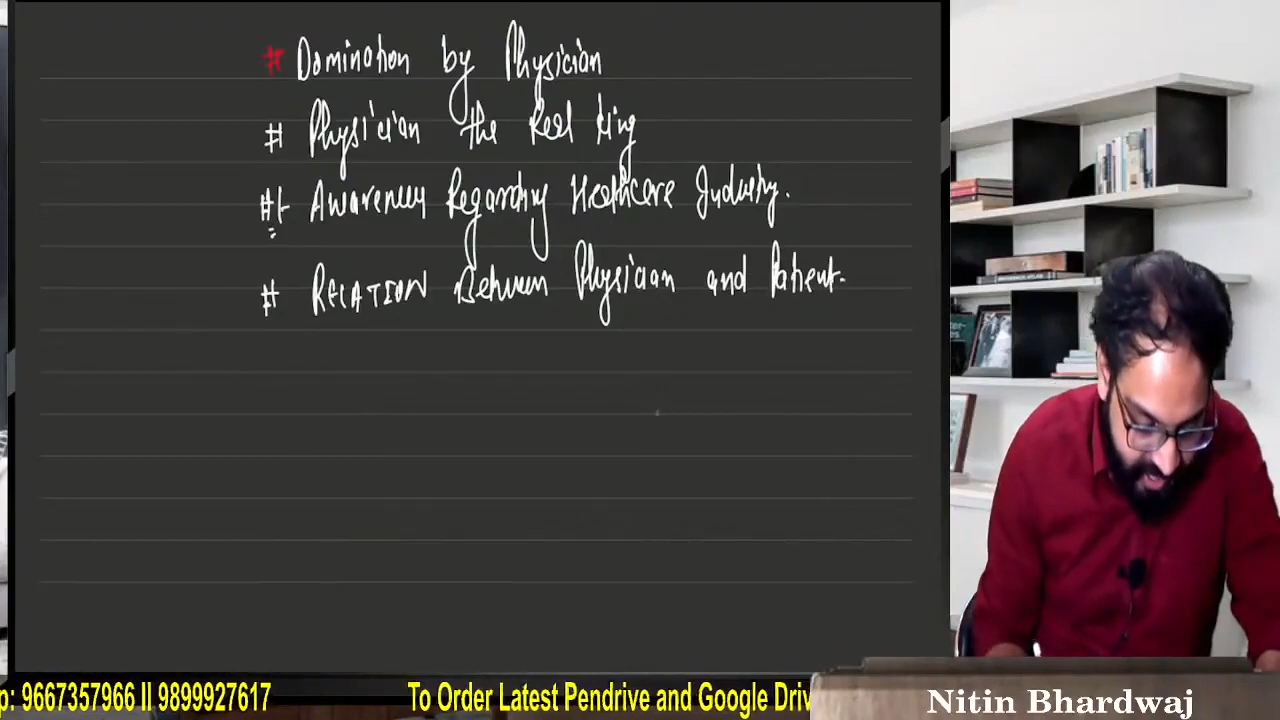 # Domination by Physician
# Physician the Real King
# Awareness Regarding Healthcare Industry.
# RELATION Between Physician and Patient.
p: 9667357966 II 9899927617 To Order Latest Pendrive and Google Driv
Nitin Bhardwaj